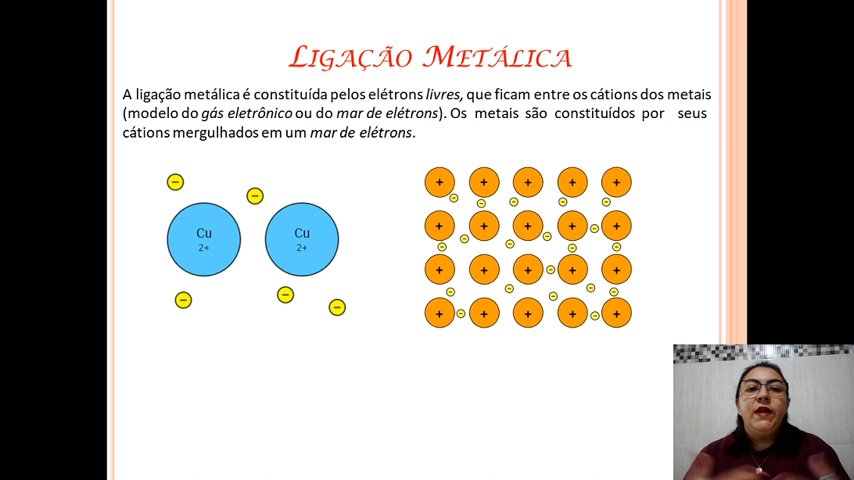 LIGAÇÃO METÁLICA
A ligação metálica é constituída pelos elétrons livres, que ficam entre os cátions dos metais
(modelo do gás eletrônico ou do mar de elétrons). Os metais são constituídos por seus
cátions mergulhados em um mar de elétrons.
− −
Cu Cu
2+ 2+
− − −
+ + + + +
− − − − −
+ + + + +
− − − − − − −
+ + + + +
− − − − − −
+ + + + +
− −